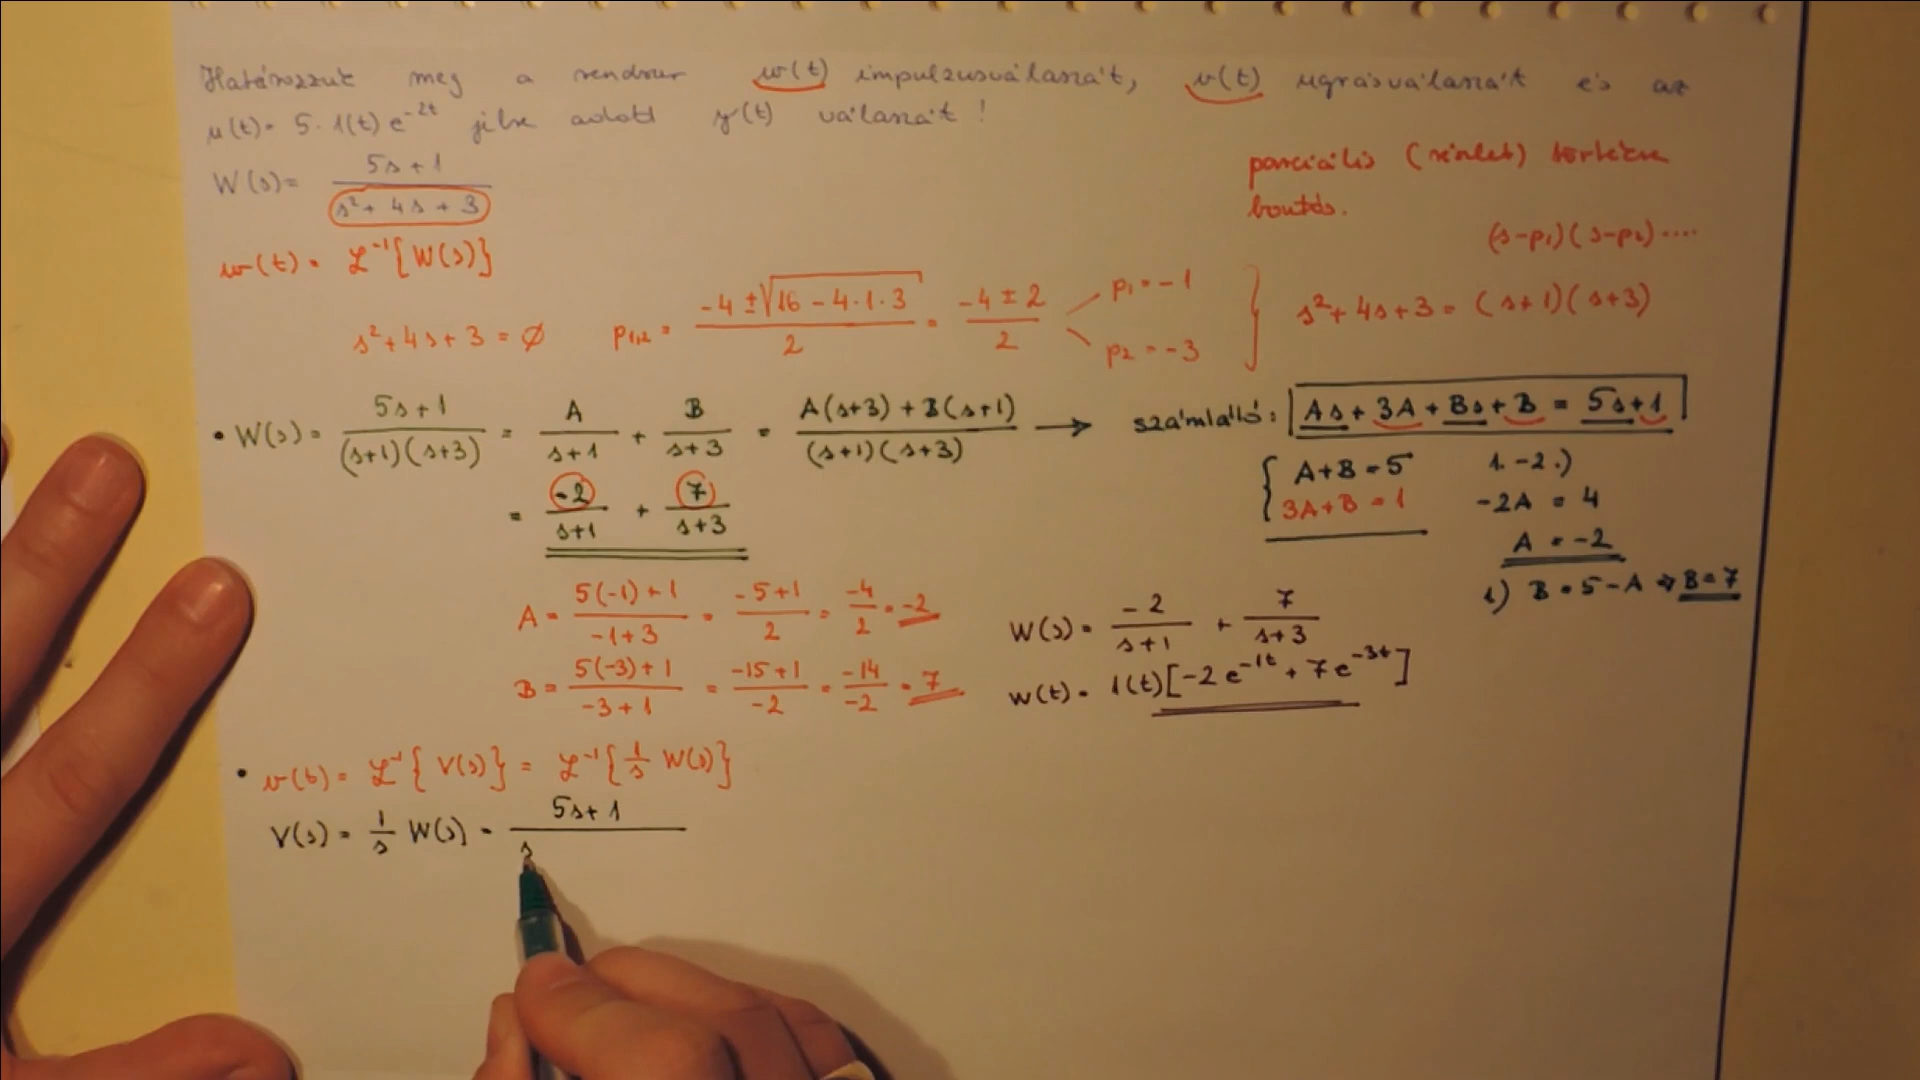 Határozzuk meg a rendszer w(t) impulzusválaszát, v(t) ugrásválaszát és az
u(t)= 5·1(t) e^-2t jelre adott y(t) válaszát!
W(s)= (5s+1)/(s²+4s+3)
parciális (részlet) törtekre
bontás.
(s-p₁)(s-p₂)....
w(t) = ℒ⁻¹{W(s)}
s²+4s+3 = ∅
p₁,₂ = (-4 ± √(16-4·1·3))/2 = (-4±2)/2
p₁ = -1
p₂ = -3
s²+4s+3 = (s+1)(s+3)
• W(s) = (5s+1)/((s+1)(s+3)) = A/(s+1) + B/(s+3) = (A(s+3) + B(s+1))/((s+1)(s+3)) → számláló: As+3A+Bs+B = 5s+1
= -2/(s+1) + 7/(s+3)
{ A+B = 5
3A+B = 1
1.-2.)
-2A = 4
A = -2
1) B = 5-A ⇒ B=7
A = (5(-1)+1)/(-1+3) = (-5+1)/2 = -4/2 = -2
B = (5(-3)+1)/(-3+1) = (-15+1)/-2 = -14/-2 = 7
W(s) = -2/(s+1) + 7/(s+3)
w(t) = 1(t)[-2e^-1t + 7e^-3t]
• v(t) = ℒ⁻¹{V(s)} = ℒ⁻¹{1/s W(s)}
V(s) = 1/s W(s) = (5s+1)/s